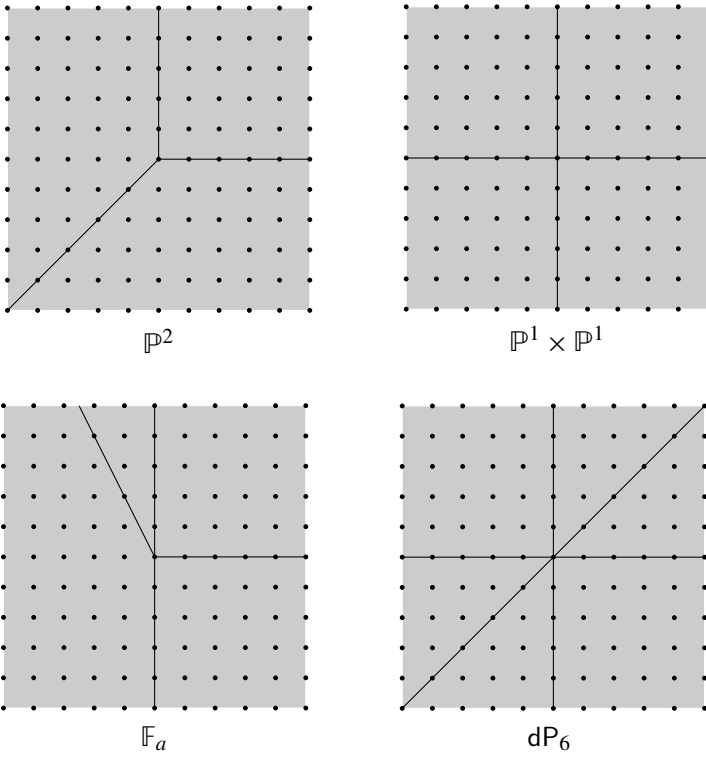 ℙ²
ℙ¹ × ℙ¹
𝔽ₐ
dP₆